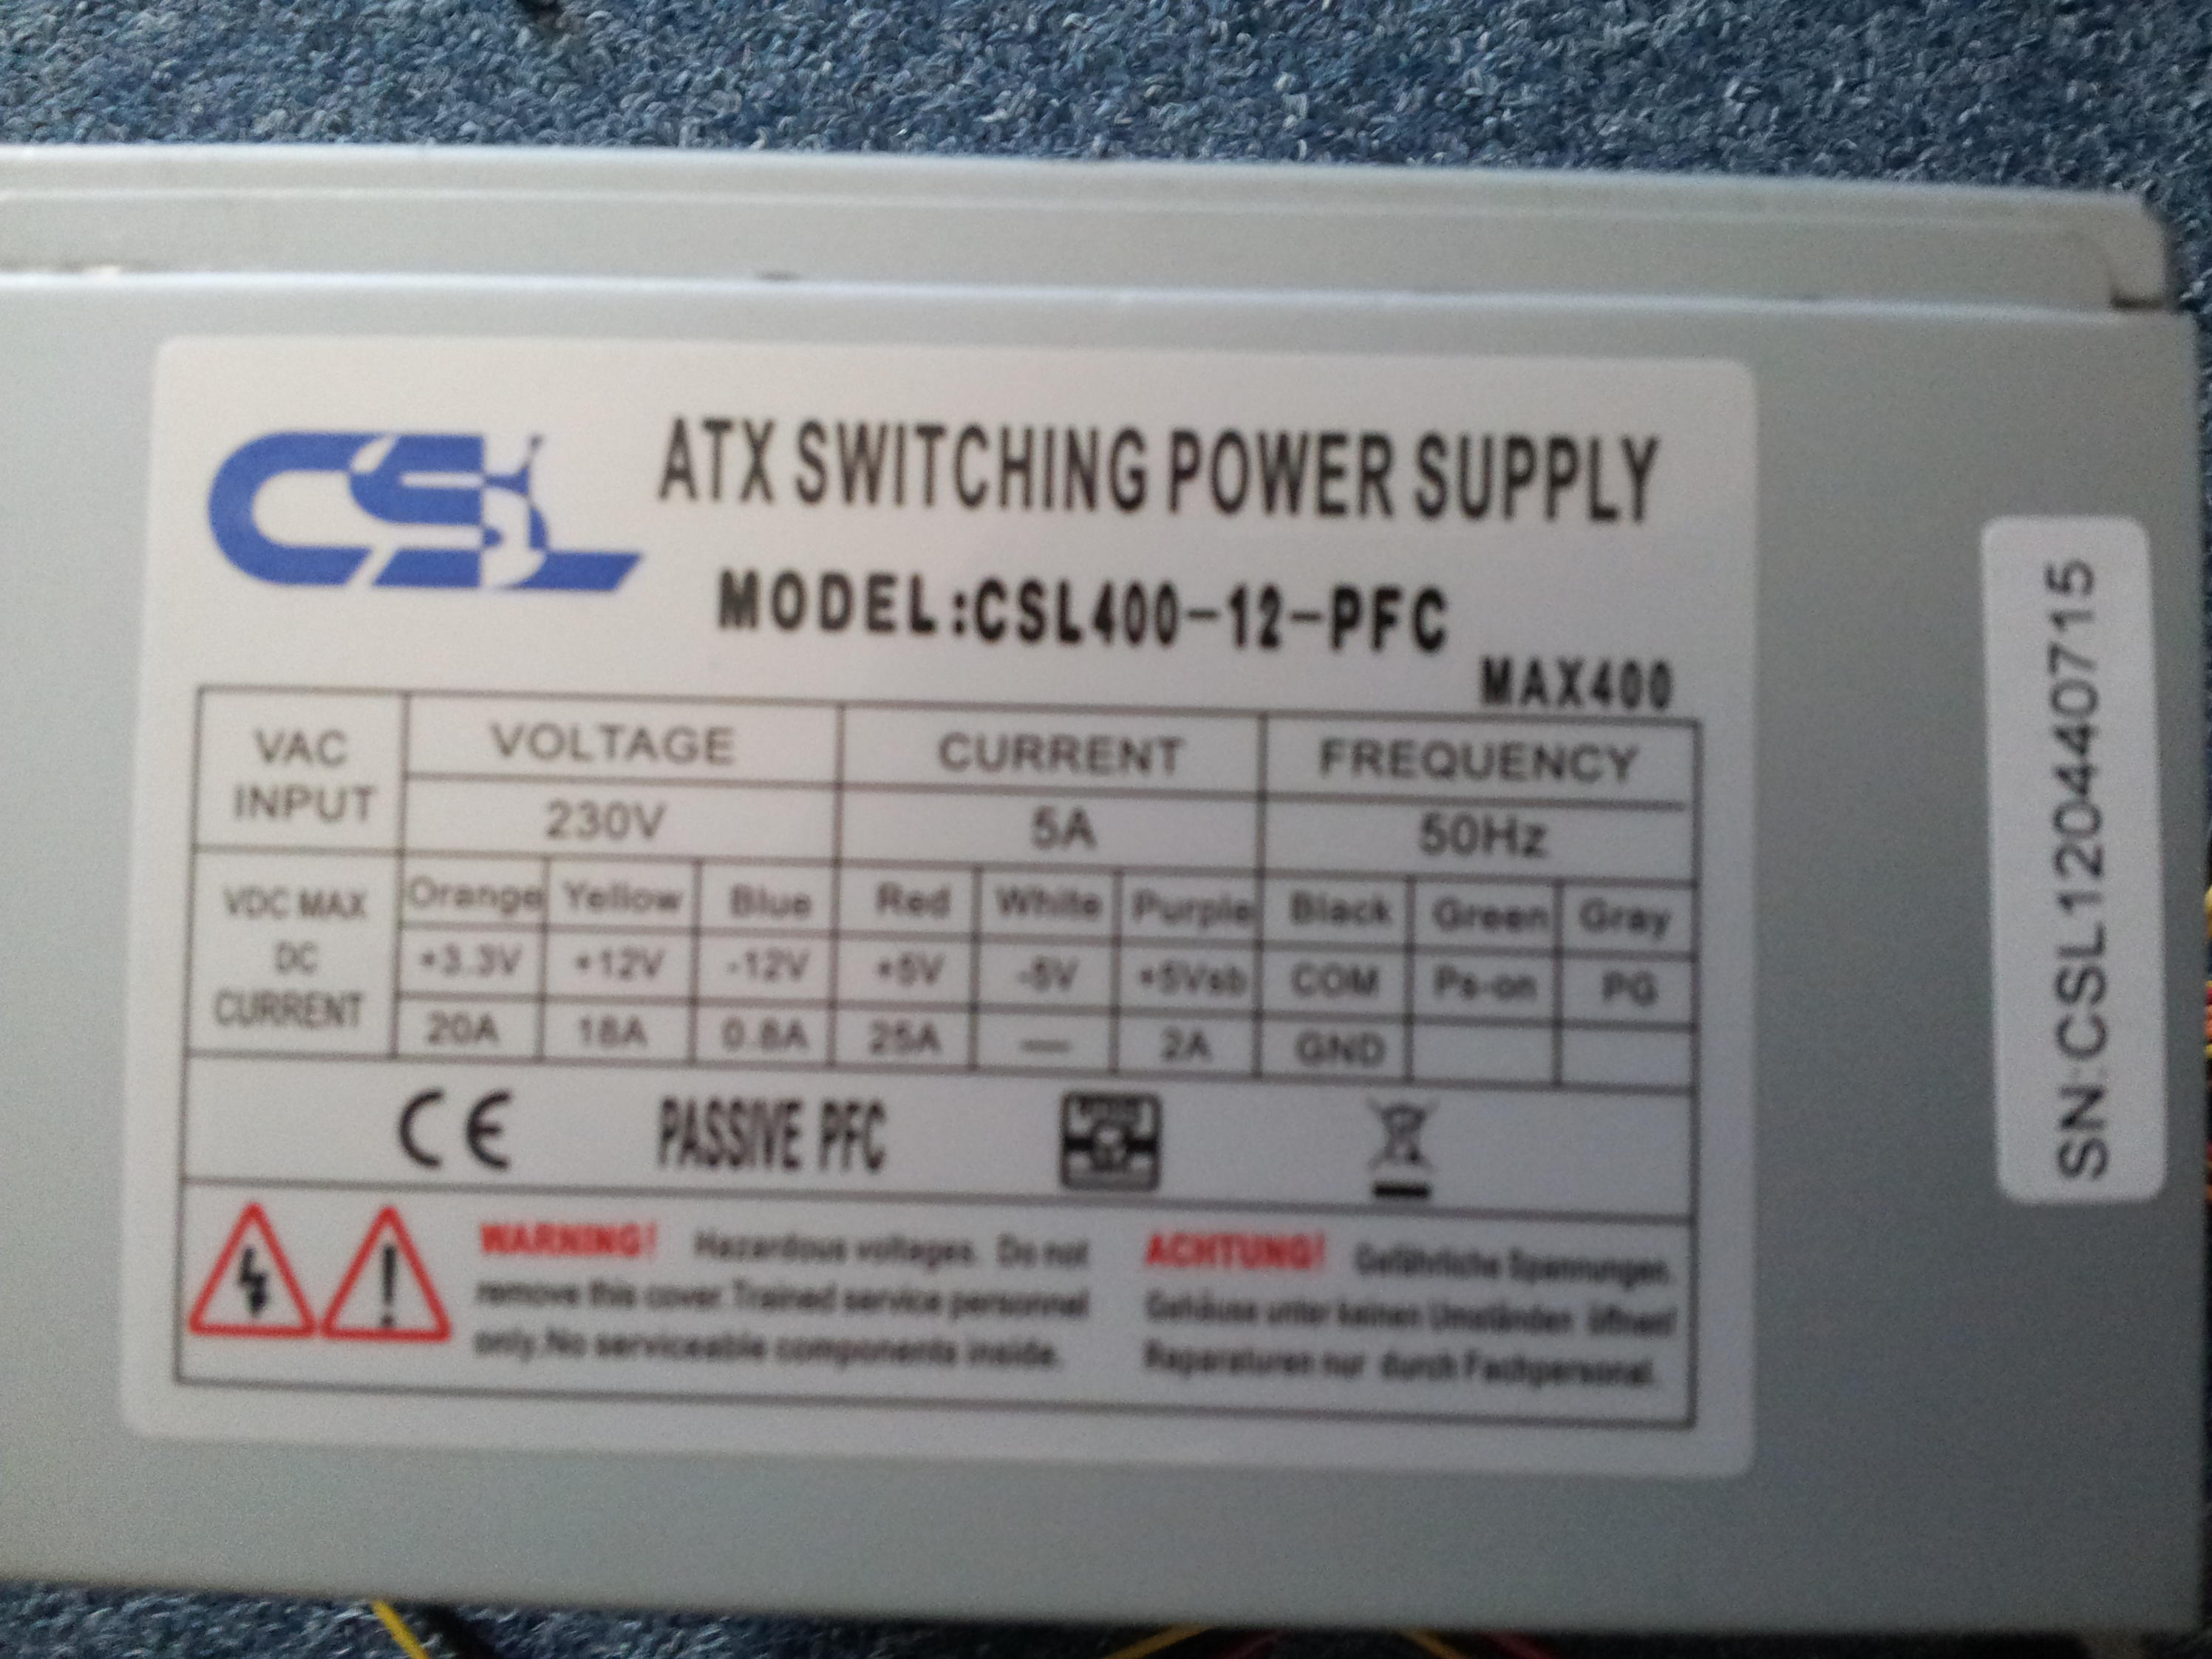 CSL
ATX SWITCHING POWER SUPPLY
MODEL:CSL400-12-PFC
MAX400
VAC INPUT
VOLTAGE CURRENT FREQUENCY
230V 5A 50Hz
VDC MAX
DC
CURRENT
Orange Yellow Blue Red White Purple Black Green Gray
+3.3V +12V -12V +5V -5V +5Vsb COM Ps-on PG
20A 18A 0.8A 25A — 2A GND
CE PASSIVE PFC
WARNING! Hazardous voltages. Do not
remove this cover.Trained service personnel
only.No serviceable components inside.
ACHTUNG! Gefährliche Spannungen.
Gehäuse unter keinen Umständen öffnen!
Reparaturen nur durch Fachpersonal.
SN:CSL120440715